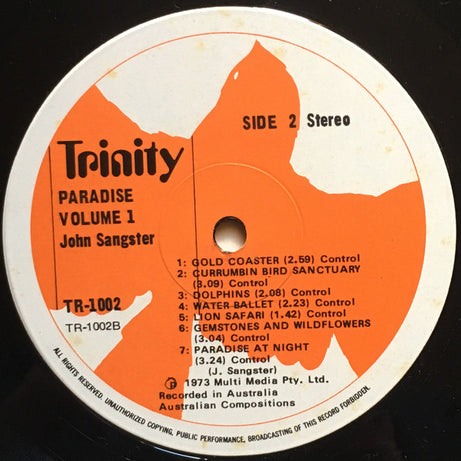 SIDE 2 Stereo
Trinity
PARADISE
VOLUME 1
John Sangster
TR-1002
TR-1002B
1: GOLD COASTER (2.59) Control
2: CURRUMBIN BIRD SANCTUARY
(3.09) Control
3: DOLPHINS (2.08) Control
4: WATER BALLET (2.23) Control
5: LION SAFARI (1.42) Control
6: GEMSTONES AND WILDFLOWERS
(3.04) Control
7: PARADISE AT NIGHT
(3.24) Control
(J. Sangster)
℗ 1973 Multi Media Pty. Ltd.
Recorded in Australia
Australian Compositions
ALL RIGHTS RESERVED. UNAUTHORIZED COPYING, PUBLIC PERFORMANCE, BROADCASTING OF THIS RECORD FORBIDDEN.